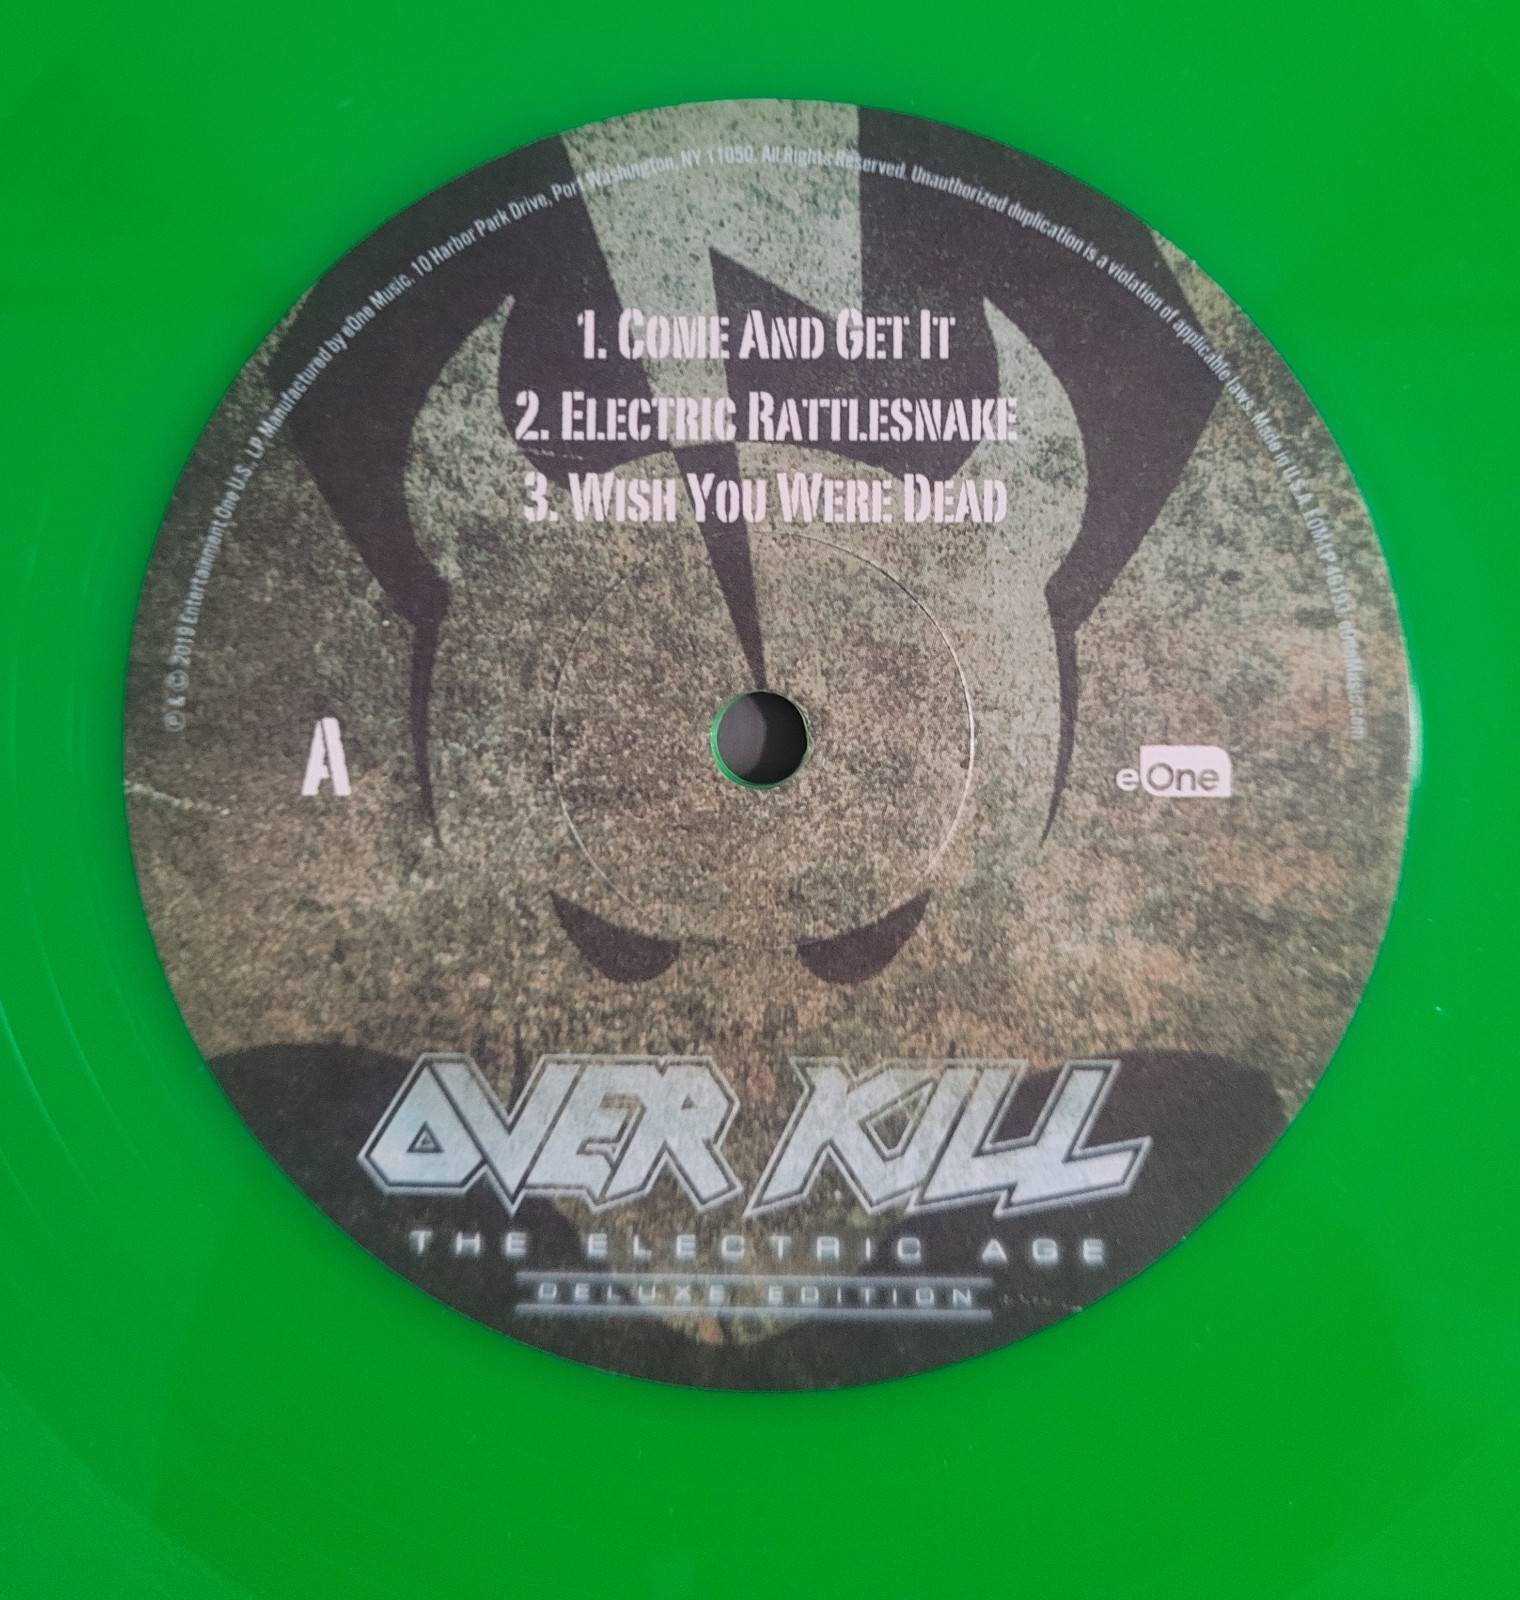 ℗ & © 2019 Entertainment One U.S. LP. Manufactured by eOne Music. 10 Harbor Park Drive, Port Washington, NY 11050. All Rights Reserved. Unauthorized duplication is a violation of applicable laws. Made in U.S.A.
1. Come And Get It
2. Electric Rattlesnake
3. Wish You Were Dead
A
eOne
OVER KILL
THE ELECTRIC AGE
DELUXE EDITION